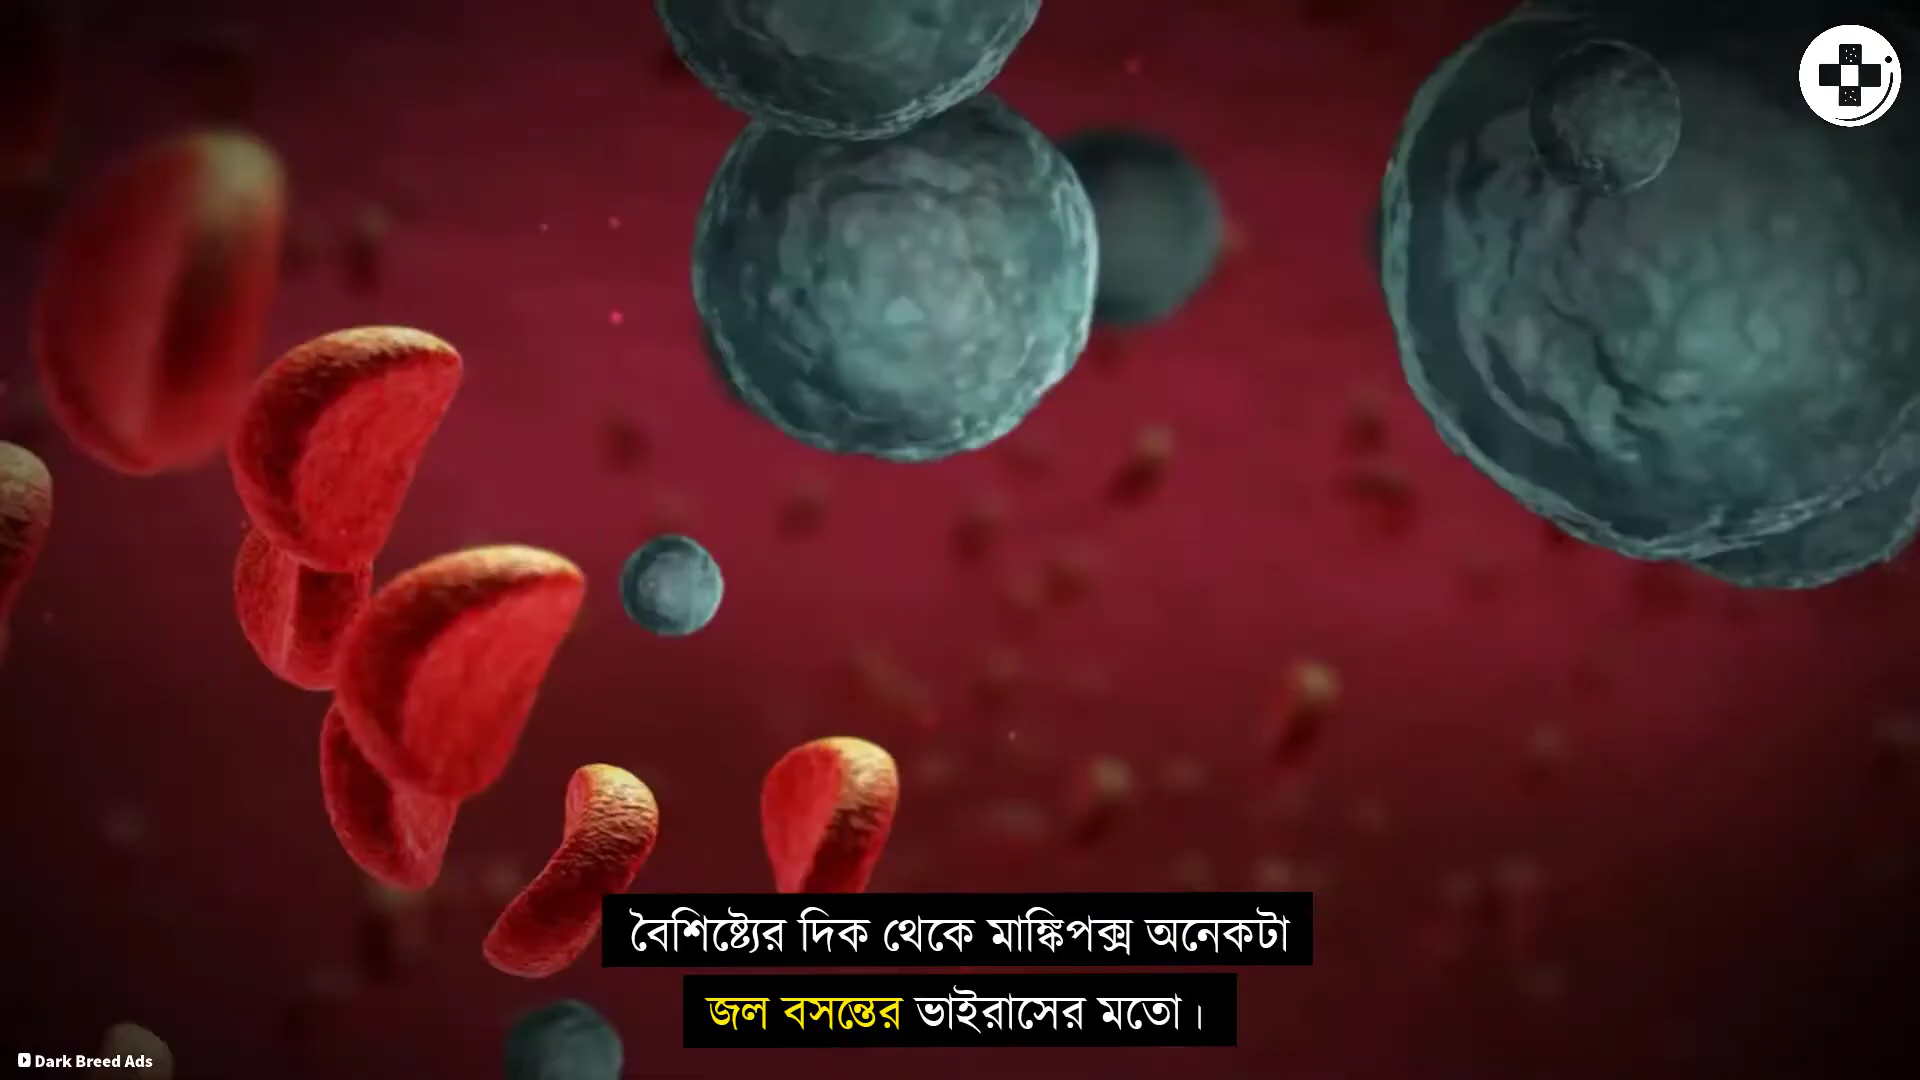 বৈশিষ্ট্যের দিক থেকে মাঙ্কিপক্স অনেকটা
জল বসন্তের ভাইরাসের মতো।
Dark Breed Ads